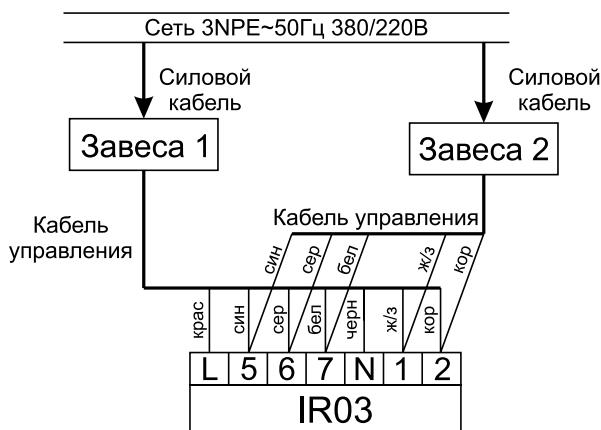 Сеть 3NPE~50Гц 380/220В
Силовой
кабель
Силовой
кабель
Завеса 1
Завеса 2
Кабель
управления
Кабель управления
син
сер
бел
ж/з
кор
крас
син
сер
бел
черн
ж/з
кор
L 5 6 7 N 1 2
IR03